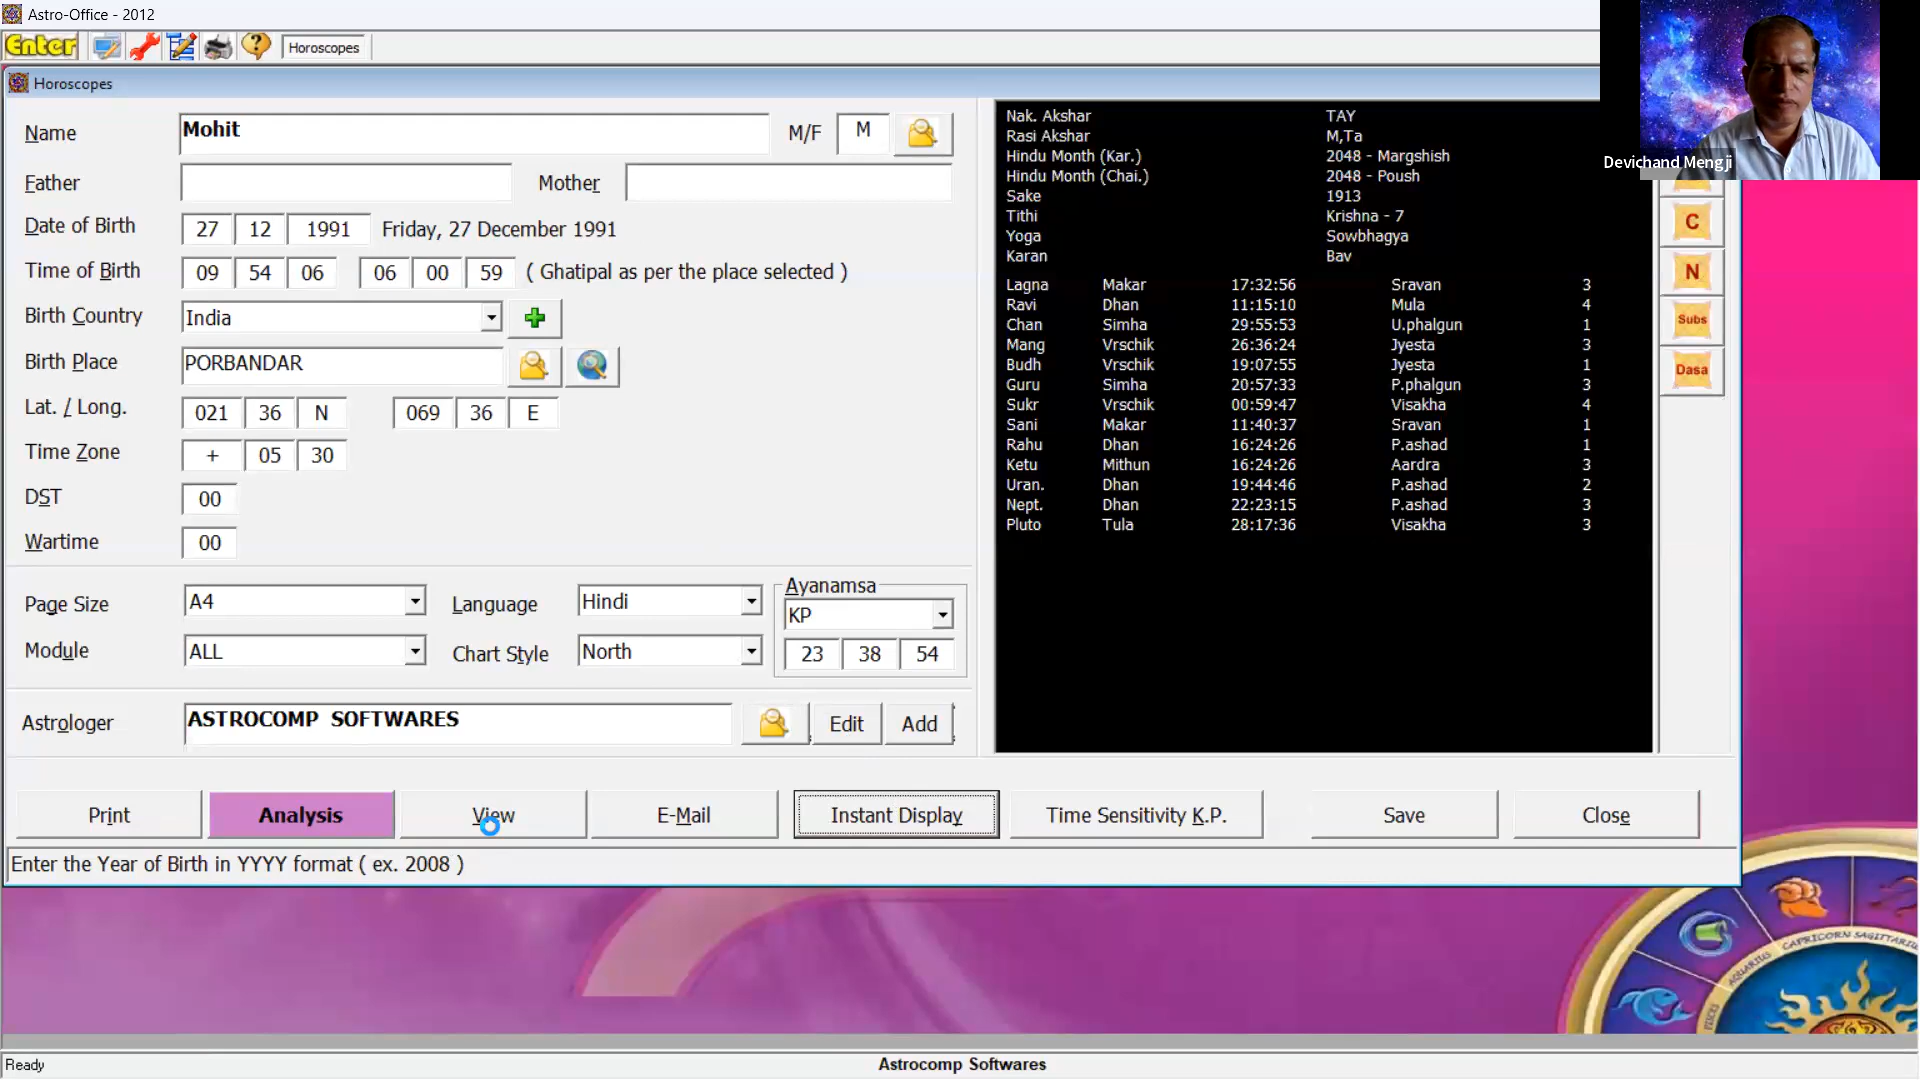 Astro-Office - 2012
Enter
Horoscopes
Horoscopes
Name Mohit M/F M
Father Mother
Date of Birth 27 12 1991 Friday, 27 December 1991
Time of Birth 09 54 06 06 00 59 ( Ghatipal as per the place selected )
Birth Country India
Birth Place PORBANDAR
Lat. / Long. 021 36 N 069 36 E
Time Zone + 05 30
DST 00
Wartime 00
Page Size A4 Language Hindi Ayanamsa KP
Module ALL Chart Style North 23 38 54
Astrologer ASTROCOMP SOFTWARES Edit Add
Nak. Akshar TAY
Rasi Akshar M,Ta
Hindu Month (Kar.) 2048 - Margshish
Hindu Month (Chai.) 2048 - Poush
Sake 1913
Tithi Krishna - 7
Yoga Sowbhagya
Karan Bav
Lagna Makar 17:32:56 Sravan 3
Ravi Dhan 11:15:10 Mula 4
Chan Simha 29:55:53 U.phalgun 1
Mang Vrschik 26:36:24 Jyesta 3
Budh Vrschik 19:07:55 Jyesta 1
Guru Simha 20:57:33 P.phalgun 3
Sukr Vrschik 00:59:47 Visakha 4
Sani Makar 11:40:37 Sravan 1
Rahu Dhan 16:24:26 P.ashad 1
Ketu Mithun 16:24:26 Aardra 3
Uran. Dhan 19:44:46 P.ashad 2
Nept. Dhan 22:23:15 P.ashad 3
Pluto Tula 28:17:36 Visakha 3
Devichand Mengji
C
N
Subs
Dasa
Print Analysis View E-Mail Instant Display Time Sensitivity K.P. Save Close
Enter the Year of Birth in YYYY format ( ex. 2008 )
CAPRICORN SAGITTARIUS
AQUARIUS
PISCES
Ready Astrocomp Softwares